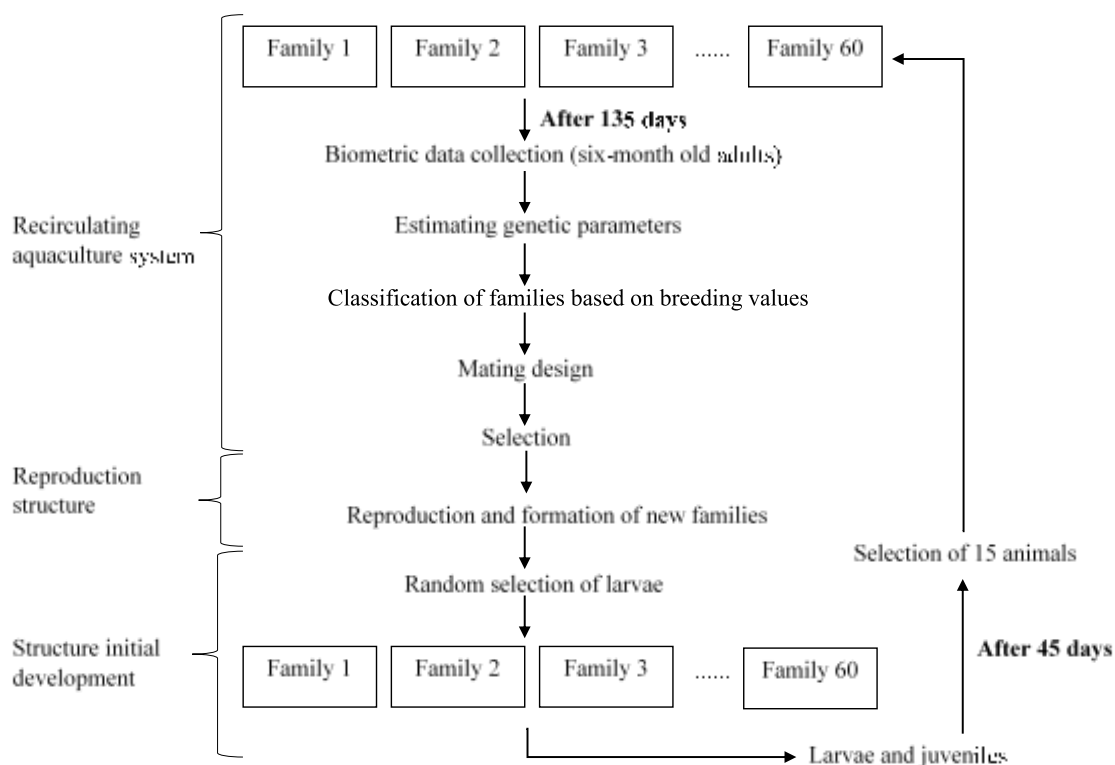 Family 1
Family 2
Family 3
......
Family 60
After 135 days
Biometric data collection (six-month old adults)
Recirculating
aquaculture system
Estimating genetic parameters
Classification of families based on breeding values
Mating design
Selection
Reproduction
structure
Reproduction and formation of new families
Selection of 15 animals
Random selection of larvae
Structure initial
development
Family 1
Family 2
Family 3
......
Family 60
After 45 days
Larvae and juveniles